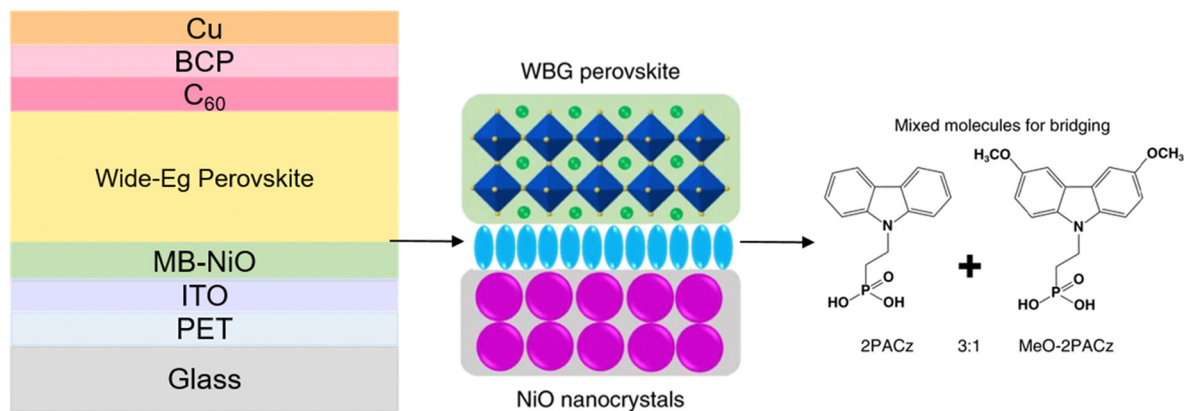 Cu
BCP
C₆₀
Wide-Eg Perovskite
MB-NiO
ITO
PET
Glass
WBG perovskite
NiO nanocrystals
Mixed molecules for bridging
H₃CO
OCH₃
N
N
P
O
HO
OH
P
O
HO
OH
+
2PACz
3:1
MeO-2PACz